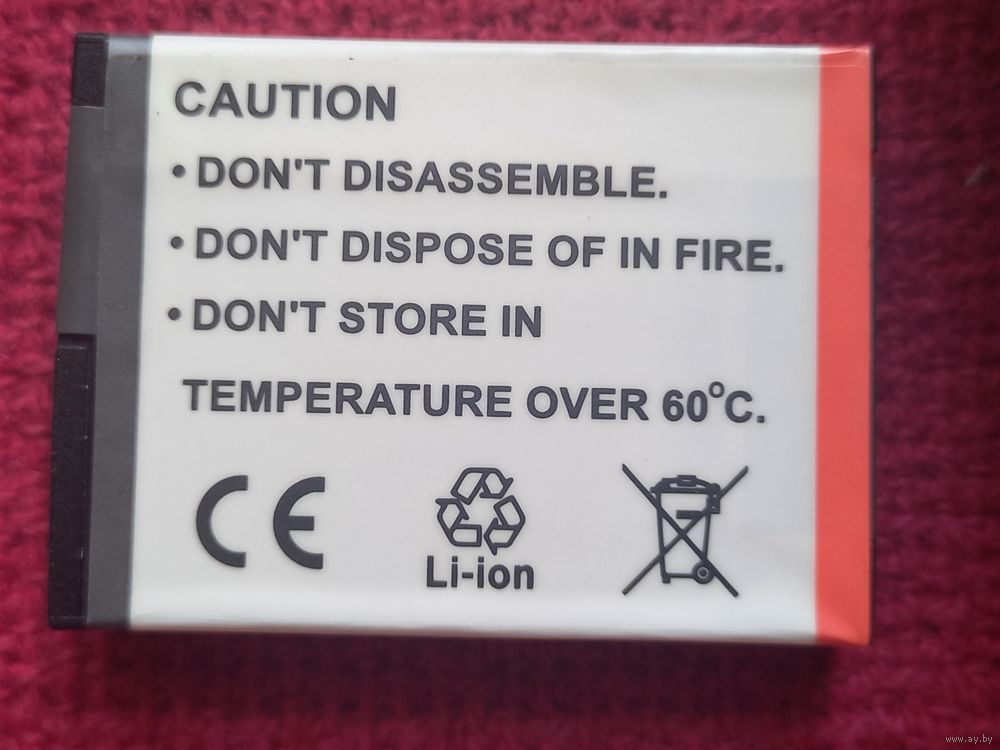 CAUTION
• DON'T DISASSEMBLE.
• DON'T DISPOSE OF IN FIRE.
• DON'T STORE IN
TEMPERATURE OVER 60°C.
CE
Li-ion
www.ay.by